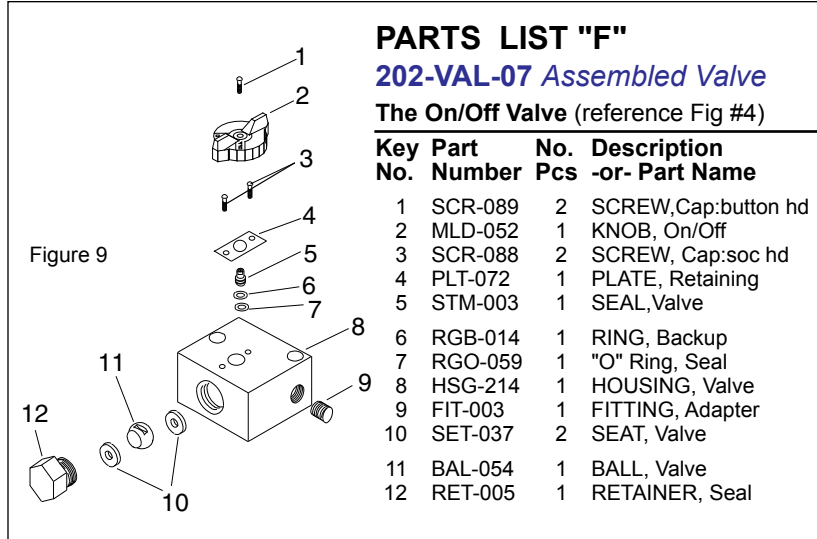 PARTS LIST "F"
202-VAL-07 Assembled Valve
The On/Off Valve (reference Fig #4)
Key Part No. Description
No. Number Pcs -or- Part Name
1 SCR-089 2 SCREW,Cap:button hd
2 MLD-052 1 KNOB, On/Off
3 SCR-088 2 SCREW, Cap:soc hd
4 PLT-072 1 PLATE, Retaining
5 STM-003 1 SEAL,Valve
6 RGB-014 1 RING, Backup
7 RGO-059 1 "O" Ring, Seal
8 HSG-214 1 HOUSING, Valve
9 FIT-003 1 FITTING, Adapter
10 SET-037 2 SEAT, Valve
11 BAL-054 1 BALL, Valve
12 RET-005 1 RETAINER, Seal
Figure 9
1
2
3
4
5
6
7
8
9
11
12
10